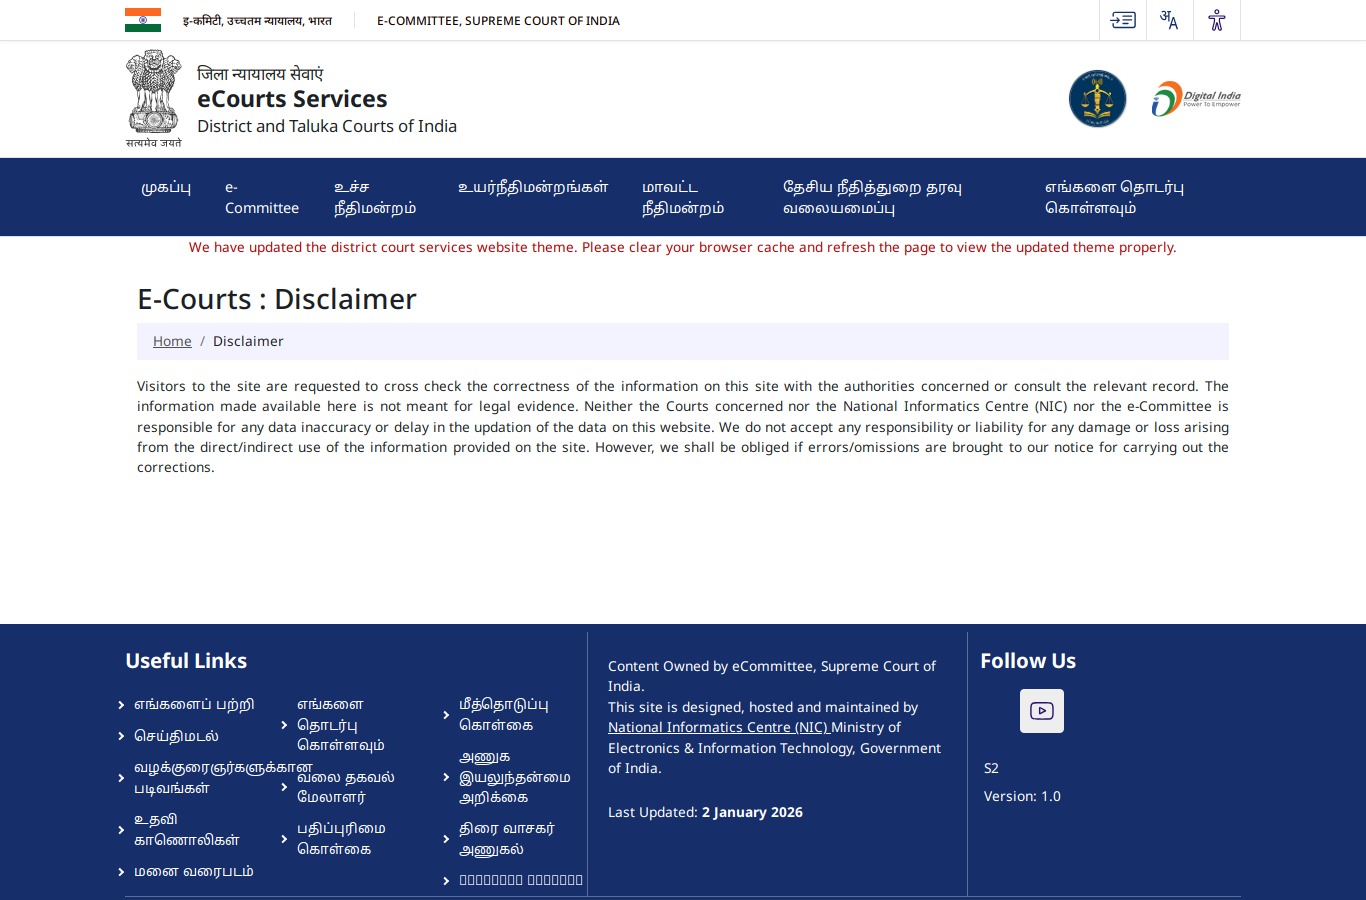 इ-कमिटी, उच्चतम न्यायालय, भारत
E-COMMITTEE, SUPREME COURT OF INDIA
अ
A
जिला न्यायालय सेवाएं
eCourts Services
District and Taluka Courts of India
सत्यमेव जयते
Digital India
Power To Empower
முகப்பு
e-
Committee
உச்ச
நீதிமன்றம்
உயர்நீதிமன்றங்கள்
மாவட்ட
நீதிமன்றம்
தேசிய நீதித்துறை தரவு
வலையமைப்பு
எங்களை தொடர்பு
கொள்ளவும்
We have updated the district court services website theme. Please clear your browser cache and refresh the page to view the updated theme properly.
E-Courts : Disclaimer
Home / Disclaimer
Visitors to the site are requested to cross check the correctness of the information on this site with the authorities concerned or consult the relevant record. The
information made available here is not meant for legal evidence. Neither the Courts concerned nor the National Informatics Centre (NIC) nor the e-Committee is
responsible for any data inaccuracy or delay in the updation of the data on this website. We do not accept any responsibility or liability for any damage or loss arising
from the direct/indirect use of the information provided on the site. However, we shall be obliged if errors/omissions are brought to our notice for carrying out the
corrections.
Useful Links
எங்களைப் பற்றி
செய்திமடல்
வழக்குரைஞர்களுக்கான
படிவங்கள்
உதவி
காணொலிகள்
மனை வரைபடம்
எங்களை
தொடர்பு
கொள்ளவும்
வலை தகவல்
மேலாளர்
பதிப்புரிமை
கொள்கை
மீத்தொடுப்பு
கொள்கை
அணுக
இயலுந்தன்மை
அறிக்கை
திரை வாசகர்
அணுகல்
Content Owned by eCommittee, Supreme Court of
India.
This site is designed, hosted and maintained by
National Informatics Centre (NIC) Ministry of
Electronics & Information Technology, Government
of India.
Last Updated: 2 January 2026
Follow Us
S2
Version: 1.0